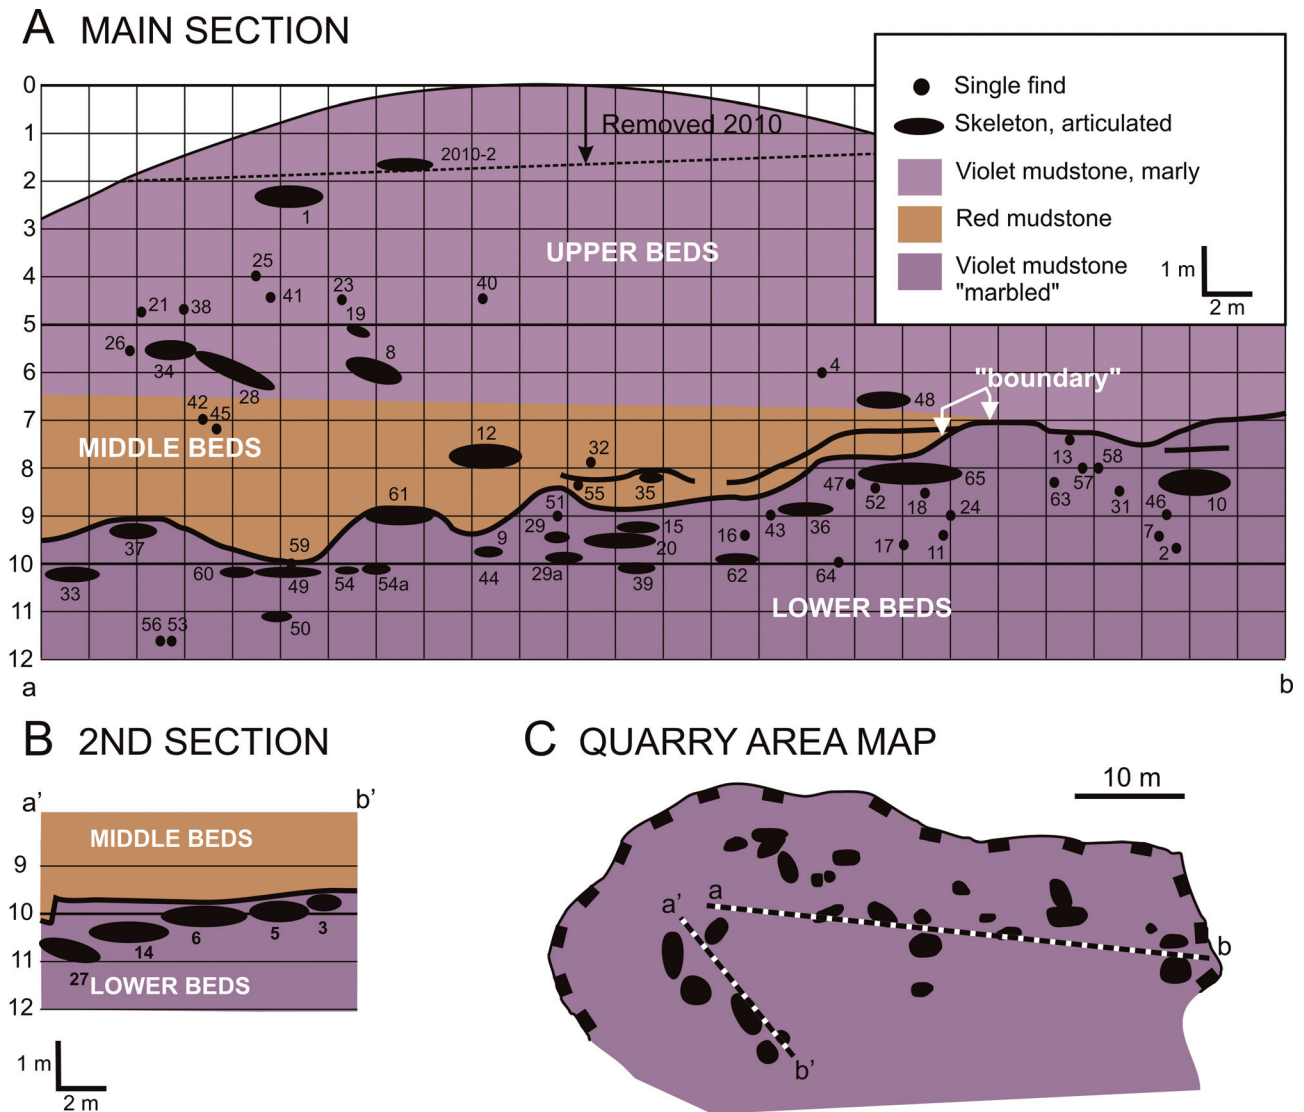 A MAIN SECTION
0
1
2
3
4
5
6
7
8
9
10
11
12
Removed 2010
2010-2
1
UPPER BEDS
25
41
21
38
23
19
40
26
34
28
8
4
48
"boundary"
42
45
MIDDLE BEDS
12
32
55
35
61
51
29
29a
15
20
39
9
44
37
33
60
59
49
54
54a
50
56 53
16
62
43
36
47
52
18
65
24
17
11
64
LOWER BEDS
13
57
58
63
31
46
7
2
10
a
b
Single find
Skeleton, articulated
Violet mudstone, marly
Red mudstone
Violet mudstone
"marbled"
1 m
2 m
B 2ND SECTION
a’
b’
MIDDLE BEDS
9
10
11
12
27
14
6
5
3
LOWER BEDS
1 m
2 m
C QUARRY AREA MAP
10 m
a
a’
b
b’